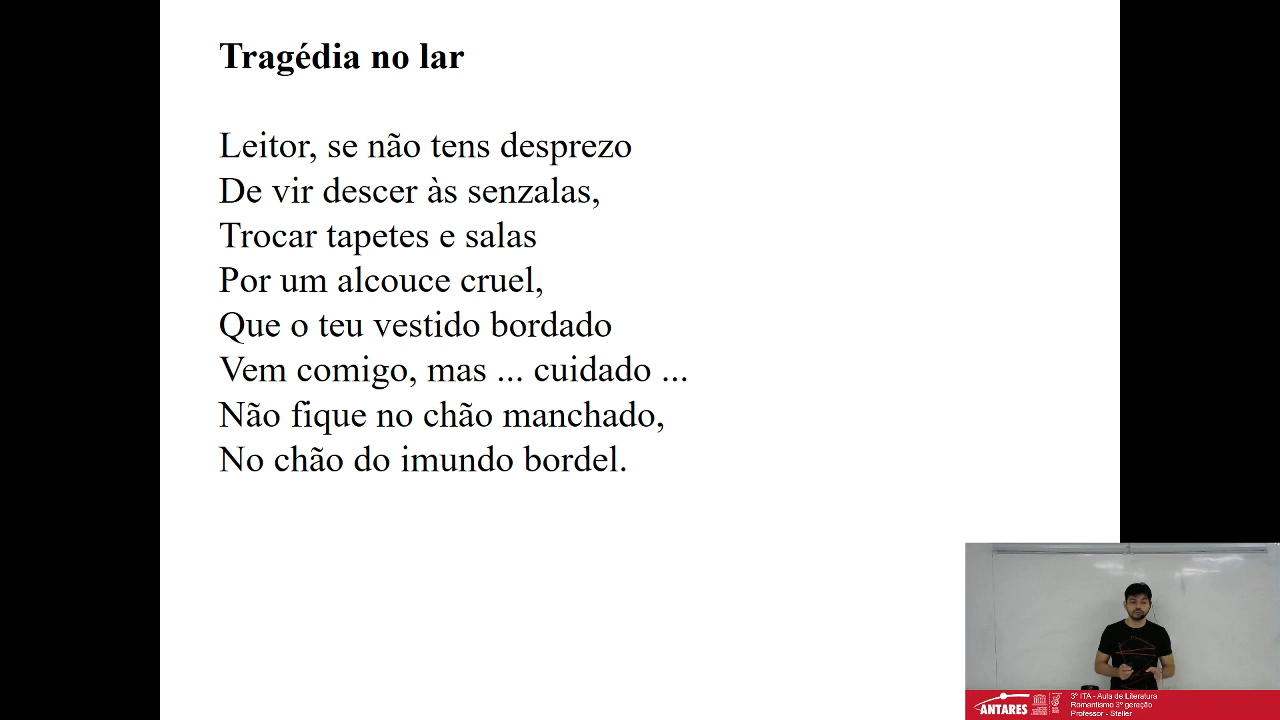 Tragédia no lar
Leitor, se não tens desprezo
De vir descer às senzalas,
Trocar tapetes e salas
Por um alcouce cruel,
Que o teu vestido bordado
Vem comigo, mas ... cuidado ...
Não fique no chão manchado,
No chão do imundo bordel.
ANTARES
3º ITA - Aula de Literatura
Romantismo 3º geração
Professor - Steller